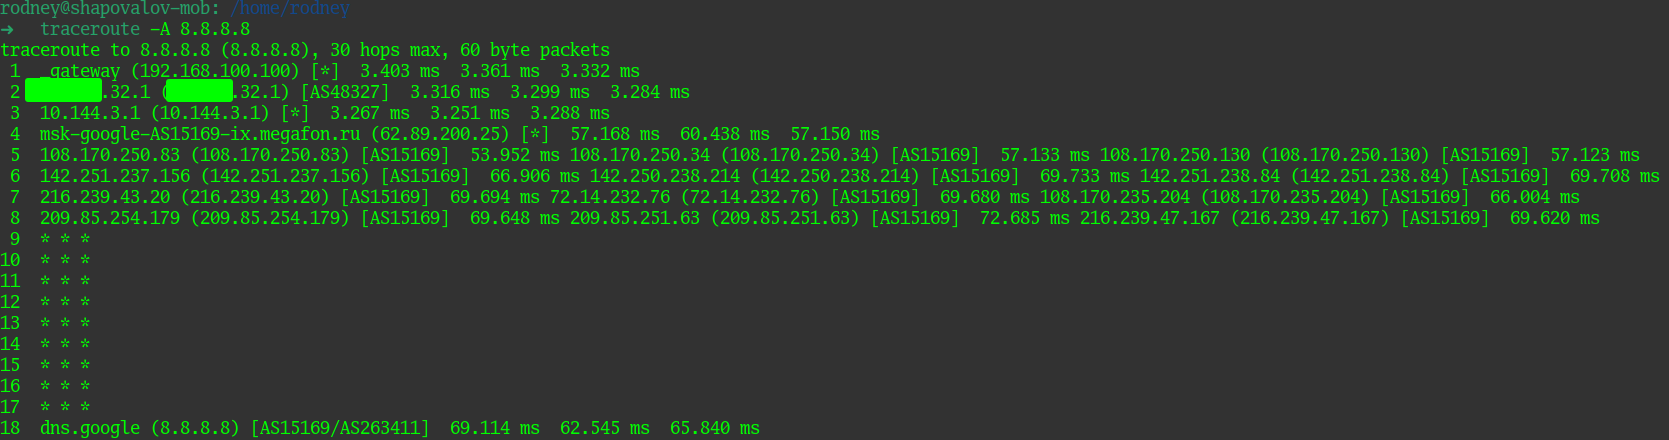 rodney@shapovalov-mob: /home/rodney
➜   traceroute -A 8.8.8.8
traceroute to 8.8.8.8 (8.8.8.8), 30 hops max, 60 byte packets
 1  _gateway (192.168.100.100) [*]  3.403 ms  3.361 ms  3.332 ms
 2  .32.1 (.32.1) [AS48327]  3.316 ms  3.299 ms  3.284 ms
 3  10.144.3.1 (10.144.3.1) [*]  3.267 ms  3.251 ms  3.288 ms
 4  msk-google-AS15169-ix.megafon.ru (62.89.200.25) [*]  57.168 ms  60.438 ms  57.150 ms
 5  108.170.250.83 (108.170.250.83) [AS15169]  53.952 ms 108.170.250.34 (108.170.250.34) [AS15169]  57.133 ms 108.170.250.130 (108.170.250.130) [AS15169]  57.123 ms
 6  142.251.237.156 (142.251.237.156) [AS15169]  66.906 ms 142.250.238.214 (142.250.238.214) [AS15169]  69.733 ms 142.251.238.84 (142.251.238.84) [AS15169]  69.708 ms
 7  216.239.43.20 (216.239.43.20) [AS15169]  69.694 ms 72.14.232.76 (72.14.232.76) [AS15169]  69.680 ms 108.170.235.204 (108.170.235.204) [AS15169]  66.004 ms
 8  209.85.254.179 (209.85.254.179) [AS15169]  69.648 ms 209.85.251.63 (209.85.251.63) [AS15169]  72.685 ms 216.239.47.167 (216.239.47.167) [AS15169]  69.620 ms
 9  * * *
10  * * *
11  * * *
12  * * *
13  * * *
14  * * *
15  * * *
16  * * *
17  * * *
18  dns.google (8.8.8.8) [AS15169/AS263411]  69.114 ms  62.545 ms  65.840 ms